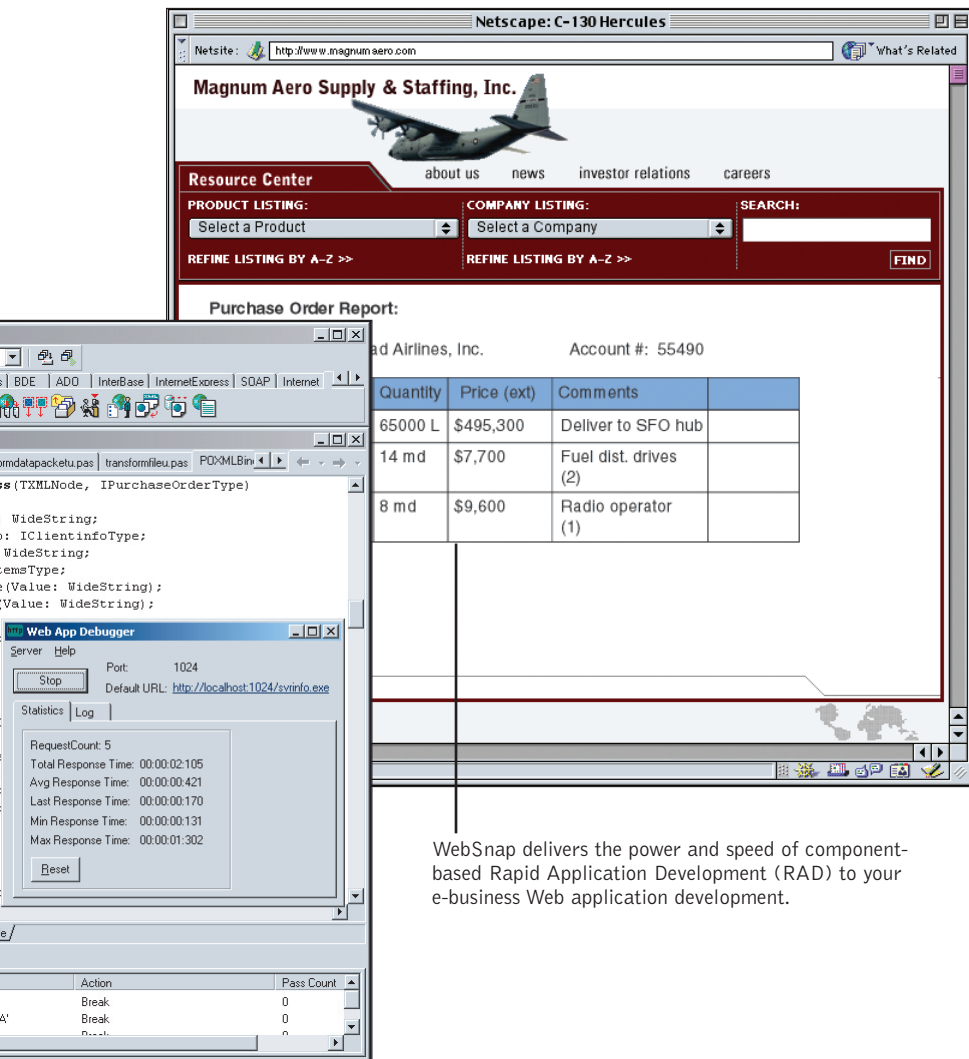 Netscape: C-130 Hercules
Netsite: http://www.magnumaero.com What's Related
Magnum Aero Supply & Staffing, Inc.
about us news investor relations careers
Resource Center
PRODUCT LISTING: COMPANY LISTING: SEARCH:
Select a Product Select a Company
REFINE LISTING BY A-Z >> REFINE LISTING BY A-Z >> FIND
Purchase Order Report:
ad Airlines, Inc. Account #: 55490
Quantity Price (ext) Comments
65000 L $495,300 Deliver to SFO hub
14 md $7,700 Fuel dist. drives
(2)
8 md $9,600 Radio operator
(1)
s BDE ADO InterBase InternetExpress SOAP Internet
ormdatapacketu.pas transformfileu.pas POXMLBin
ss(TXMLNode, IPurchaseOrderType)
WideString;
o: IClientinfoType;
WideString;
temsType;
e(Value: WideString);
(Value: WideString);
http Web App Debugger
Server Help
Stop
Port: 1024
Default URL: http://localhost:1024/svrinfo.exe
Statistics Log
RequestCount: 5
Total Response Time: 00:00:02:105
Avg Response Time: 00:00:00:421
Last Response Time: 00:00:00:170
Min Response Time: 00:00:00:131
Max Response Time: 00:00:01:302
Reset
e
Action Pass Count
Break 0
A' Break 0
Break 0
WebSnap delivers the power and speed of component-
based Rapid Application Development (RAD) to your
e-business Web application development.